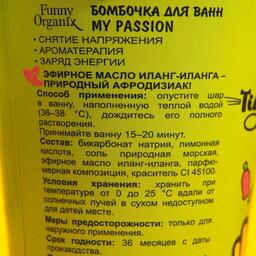 Funny
Organix
БОМБОЧКА ДЛЯ ВАНН
MY PASSION
• СНЯТИЕ НАПРЯЖЕНИЯ
• АРОМАТЕРАПИЯ
• ЗАРЯД ЭНЕРГИИ
ЭФИРНОЕ МАСЛО ИЛАНГ-ИЛАНГА –
ПРИРОДНЫЙ АФРОДИЗИАК!
Способ применения: опустите шар
в ванну, наполненную теплой водой
(36–38 °С), дождитесь его полного
растворения.
Принимайте ванну 15–20 минут.
Состав: бикарбонат натрия, лимонная
кислота, соль природная морская,
эфирное масло иланг-иланга, парфю-
мерная композиция, краситель CI 45100.
Условия хранения: хранить при
температуре от 0 до 25 °С вдали от
солнечных лучей в сухом недоступном
для детей месте.
Меры предосторожности: только для
наружного применения.
Срок годности: 36 месяцев с даты